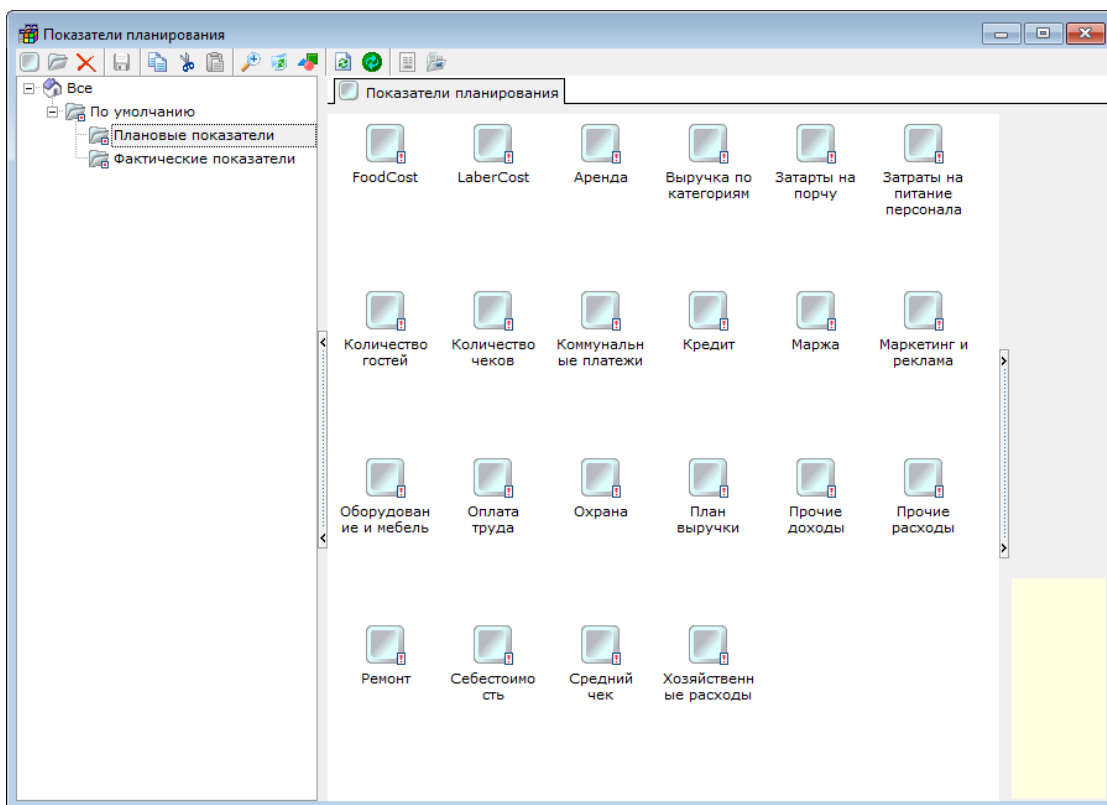 Показатели планирования
Все
По умолчанию
Плановые показатели
Фактические показатели
Показатели планирования
FoodCost LaberCost Аренда Выручка по Затарты на Затраты на
категориям порчу питание
персонала
Количество Количество Коммунальн Кредит Маржа Маркетинг и
гостей чеков ые платежи реклама
Оборудован Оплата Охрана План Прочие Прочие
ие и мебель труда выручки доходы расходы
Ремонт Себестоимо Средний Хозяйственн
сть чек ые расходы